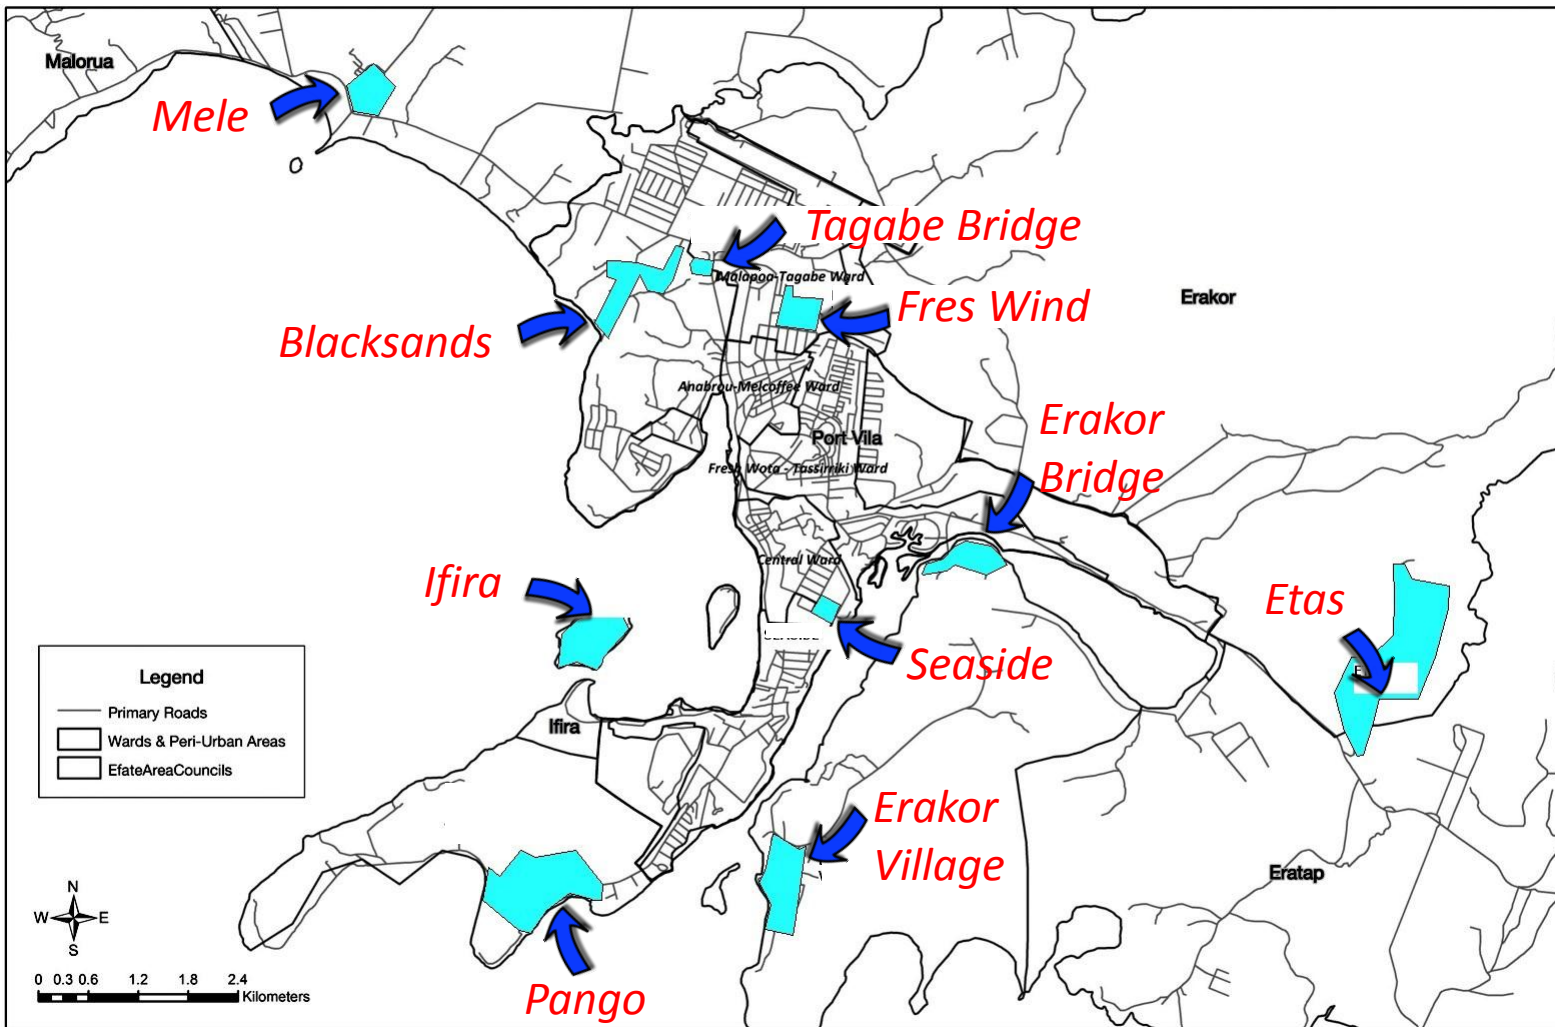 Malorua
Mele
Tagabe Bridge
Malapoa-Tagabe Ward
Fres Wind
Erakor
Blacksands
Anabrou-Melcoffee Ward
Erakor
Bridge
Port Vila
Fresh Wota - Tassirriki Ward
Central Ward
Ifira
Etas
Seaside
Legend
Primary Roads
Wards & Peri-Urban Areas
EfateAreaCouncils
Ifira
Erakor
Village
Eratap
Pango
N
W E
S
0 0.3 0.6 1.2 1.8 2.4
Kilometers